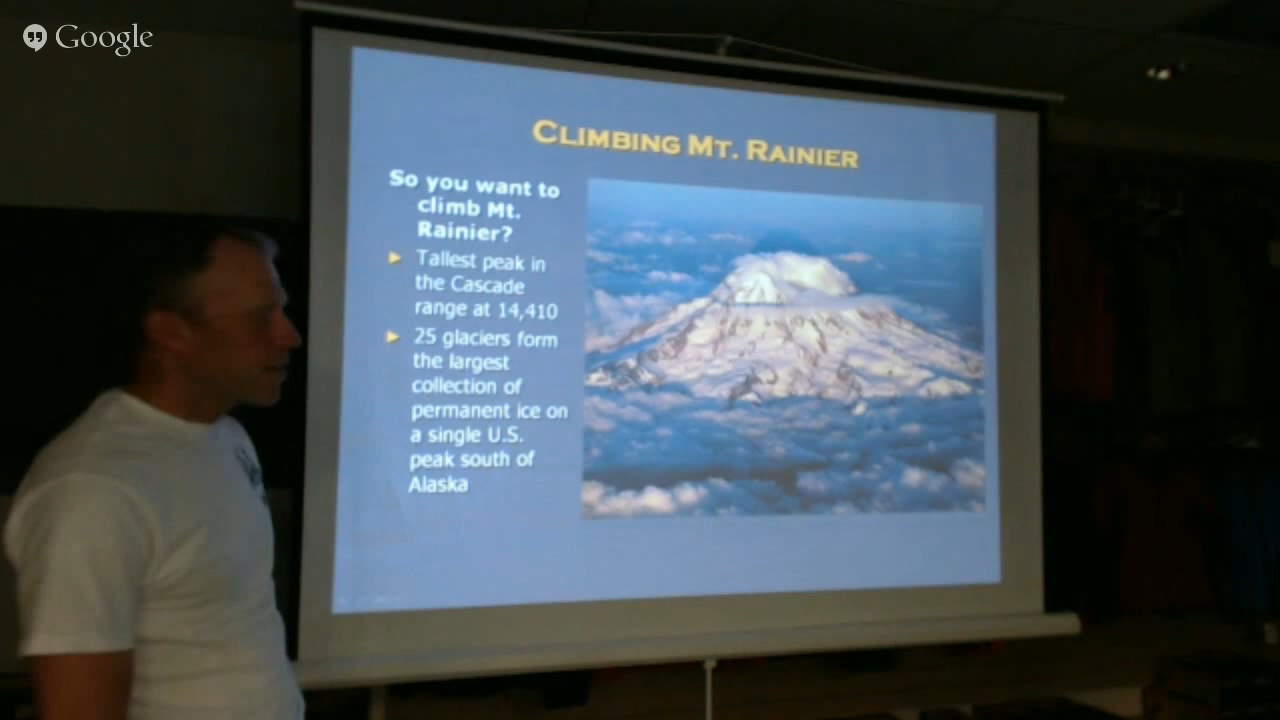 Google
CLIMBING MT. RAINIER
So you want to
climb Mt.
Rainier?
Tallest peak in
the Cascade
range at 14,410
25 glaciers form
the largest
collection of
permanent ice on
a single U.S.
peak south of
Alaska